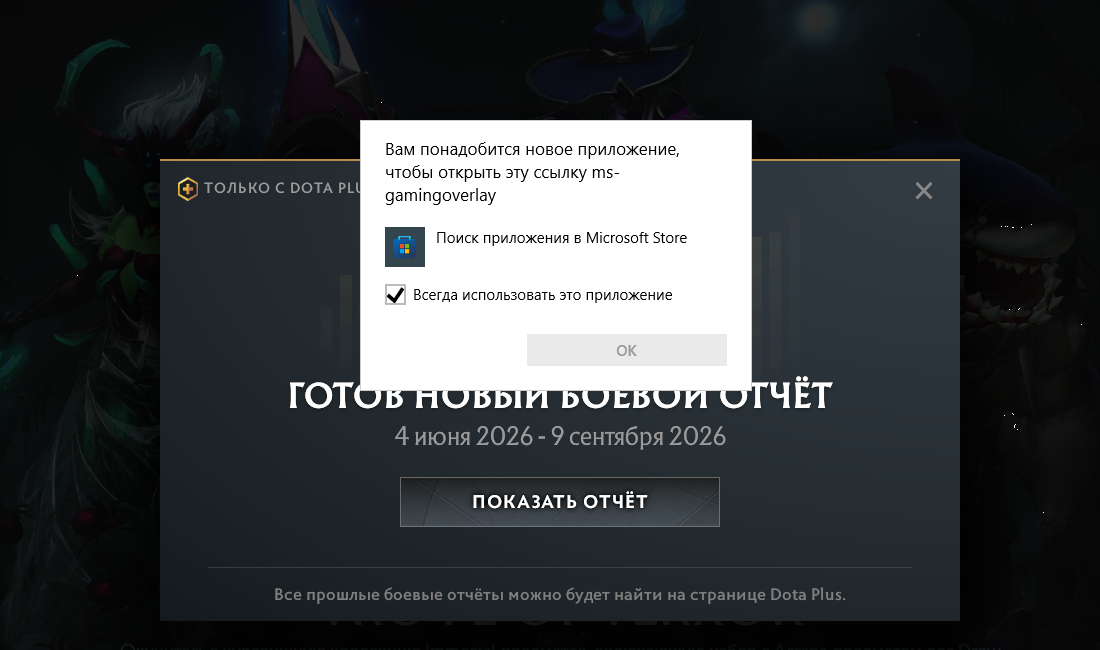 Вам понадобится новое приложение,
чтобы открыть эту ссылку ms-
gamingoverlay
ТОЛЬКО С DOTA PLU
Поиск приложения в Microsoft Store
Всегда использовать это приложение
ОК
ГОТОВ НОВЫЙ БОЕВОЙ ОТЧЁТ
4 июня 2026 - 9 сентября 2026
ПОКАЗАТЬ ОТЧЁТ
Все прошлые боевые отчёты можно будет найти на странице Dota Plus.